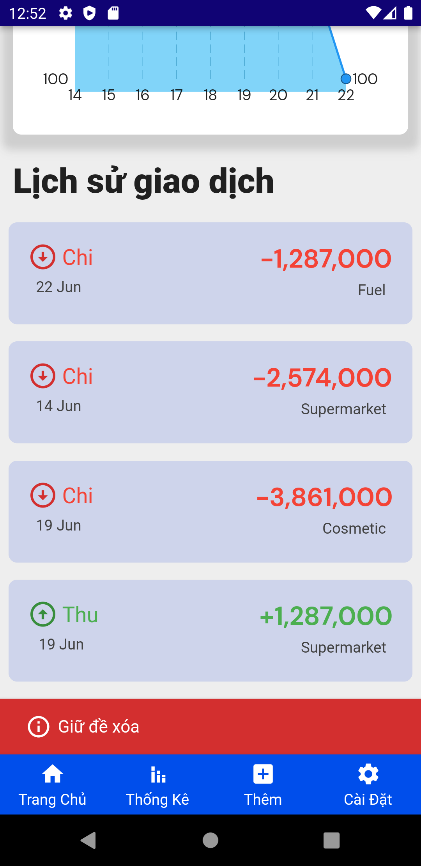 12:52
100
100
14 15 16 17 18 19 20 21 22
Lịch sử giao dịch
Chi -1,287,000
22 Jun Fuel
Chi -2,574,000
14 Jun Supermarket
Chi -3,861,000
19 Jun Cosmetic
Thu +1,287,000
19 Jun Supermarket
Giữ đề xóa
Trang Chủ Thống Kê Thêm Cài Đặt